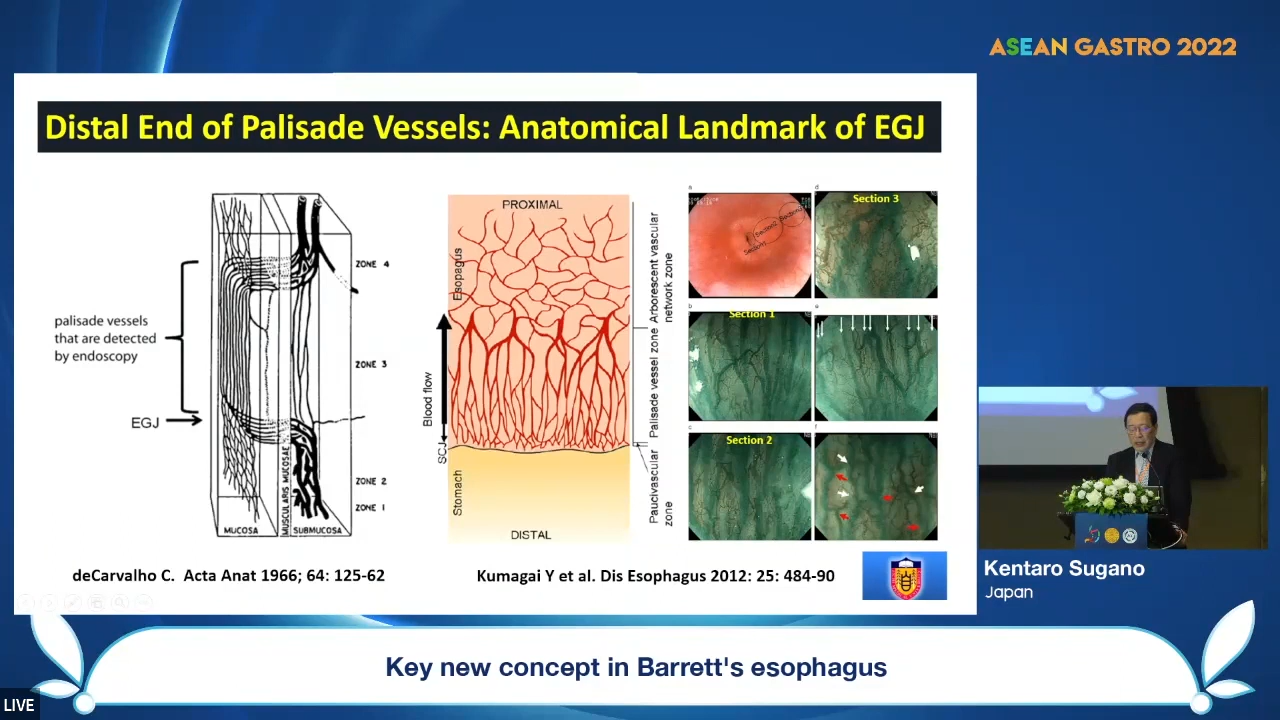 ASEAN GASTRO 2022
Distal End of Palisade Vessels: Anatomical Landmark of EGJ
palisade vessels
that are detected
by endoscopy
EGJ
ZONE 4
ZONE 3
ZONE 2
ZONE 1
MUCOSA
MUSCULARIS MUCOSAE
SUBMUCOSA
deCarvalho C. Acta Anat 1966; 64: 125-62
PROXIMAL
Esopagus
Blood flow
SCJ
Stomach
DISTAL
Arborescent vascular
network zone
Palisade vessel zone
Paucivascular
zone
Kumagai Y et al. Dis Esophagus 2012: 25: 484-90
a
Section1
Section2
Section3
d
Section 3
b
Section 1
e
c
Section 2
f
Kentaro Sugano
Japan
Key new concept in Barrett's esophagus
LIVE